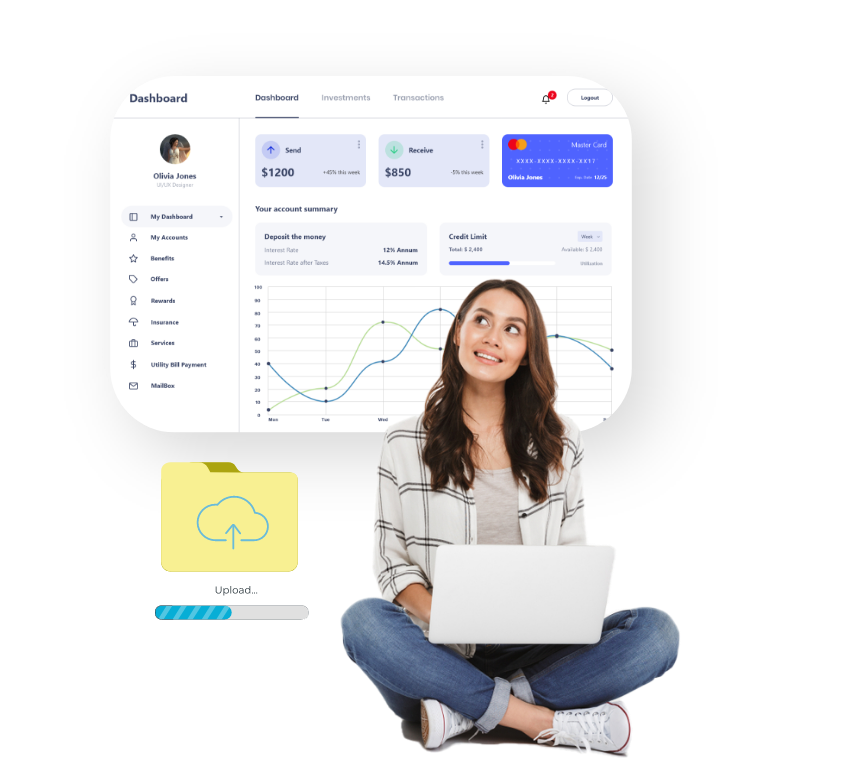 Dashboard
Dashboard
Investments
Transactions
2
Logout
Olivia Jones
UI/UX Designer
My Dashboard
My Accounts
Benefits
Offers
Rewards
Insurance
Services
Utility Bill Payment
MailBox
Send
$1200
+45% this week
Receive
$850
-5% this week
Master Card
XXXX-XXXX-XXXX-XX17
Olivia Jones
Exp. Date 12/25
Your account summary
Deposit the money
Interest Rate 12% Annum
Interest Rate after Taxes 14.5% Annum
Credit Limit
Week
Total: $ 2,400
Available: $ 2,400
Utilization
100
90
80
70
60
50
40
30
20
10
0
Mon Tue Wed
Upload...